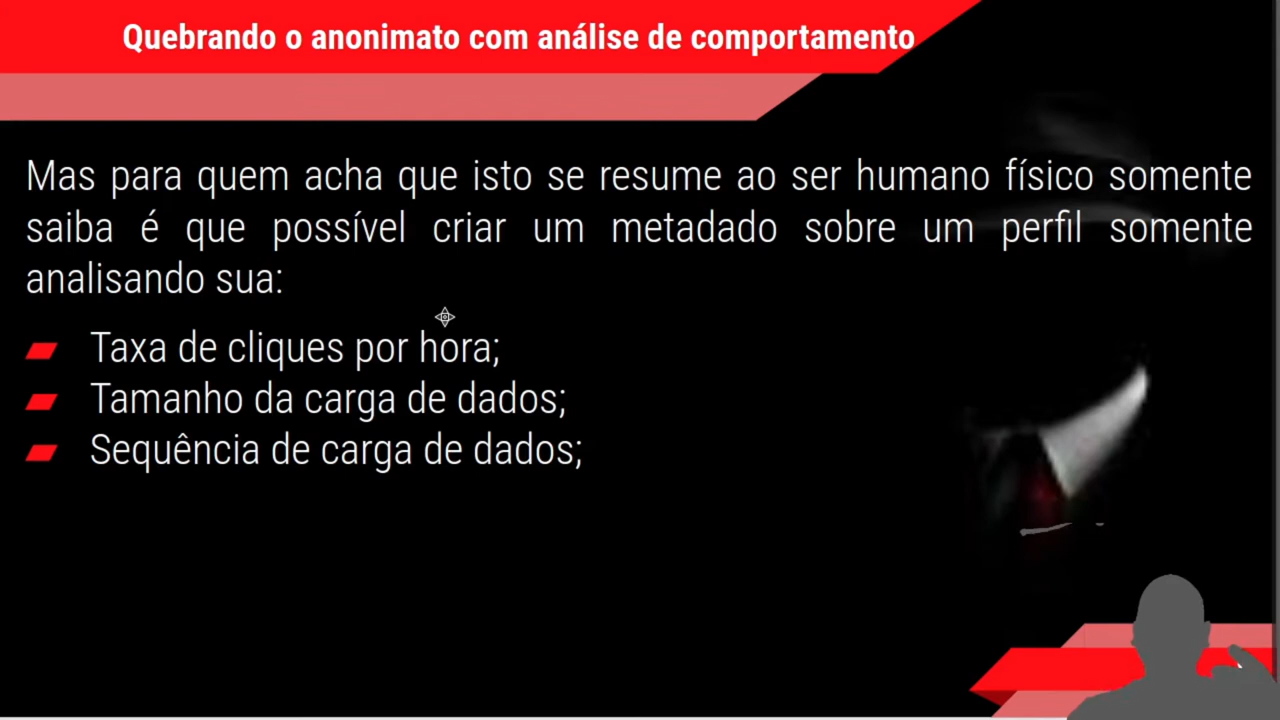 Quebrando o anonimato com análise de comportamento
Mas para quem acha que isto se resume ao ser humano físico somente
saiba é que possível criar um metadado sobre um perfil somente
analisando sua:
Taxa de cliques por hora;
Tamanho da carga de dados;
Sequência de carga de dados;